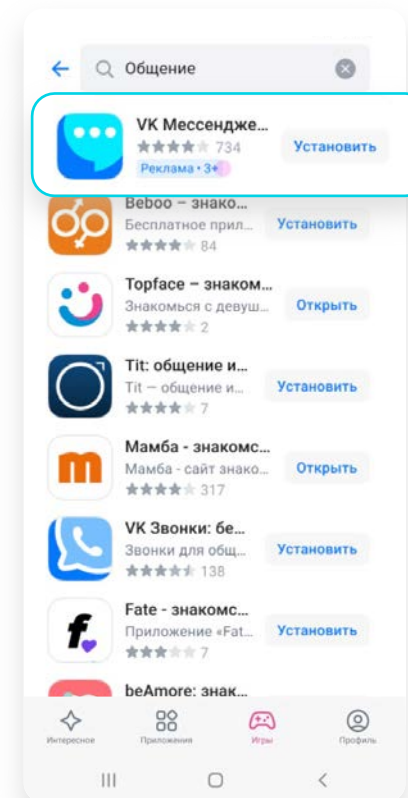 Общение
VK Мессендже...
734
Реклама • 3+
Установить
Beboo – знако...
Бесплатное прил...
84
Установить
Topface – знаком...
Знакомься с девуш...
2
Открыть
Tit: общение и...
Tit — общение и...
7
Установить
Мамба - знакомс...
Мамба - сайт знако...
317
Открыть
VK Звонки: бе...
Звонки для общ...
138
Установить
Fate - знакомс...
Приложение «Fat...
7
Установить
beAmore: знак...
Интересное
Приложения
Игры
Профиль